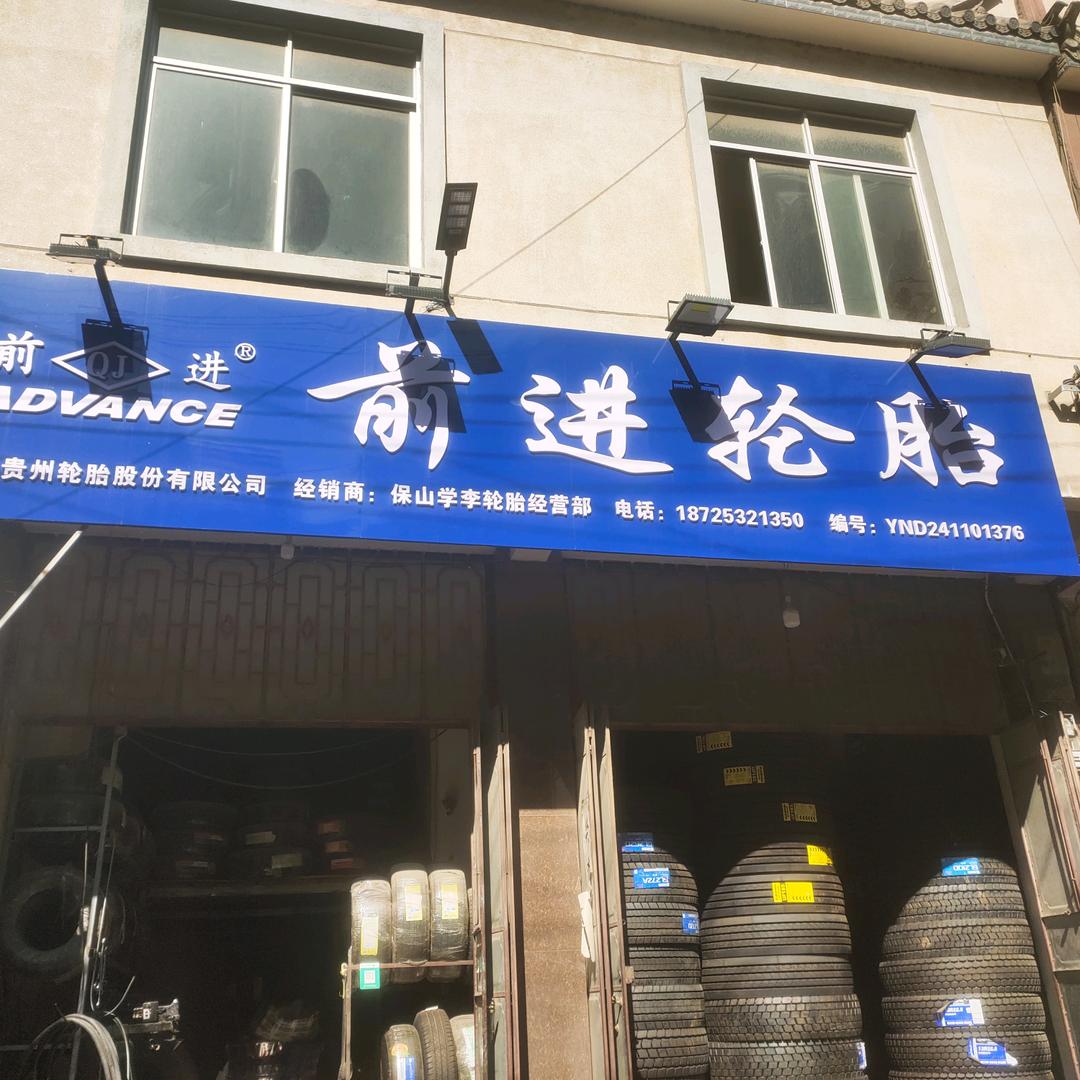 前 QJ 进®
ADVANCE
前进轮胎
贵州轮胎股份有限公司 经销商：保山学李轮胎经营部 电话：18725321350 编号：YND241101376
GL272A